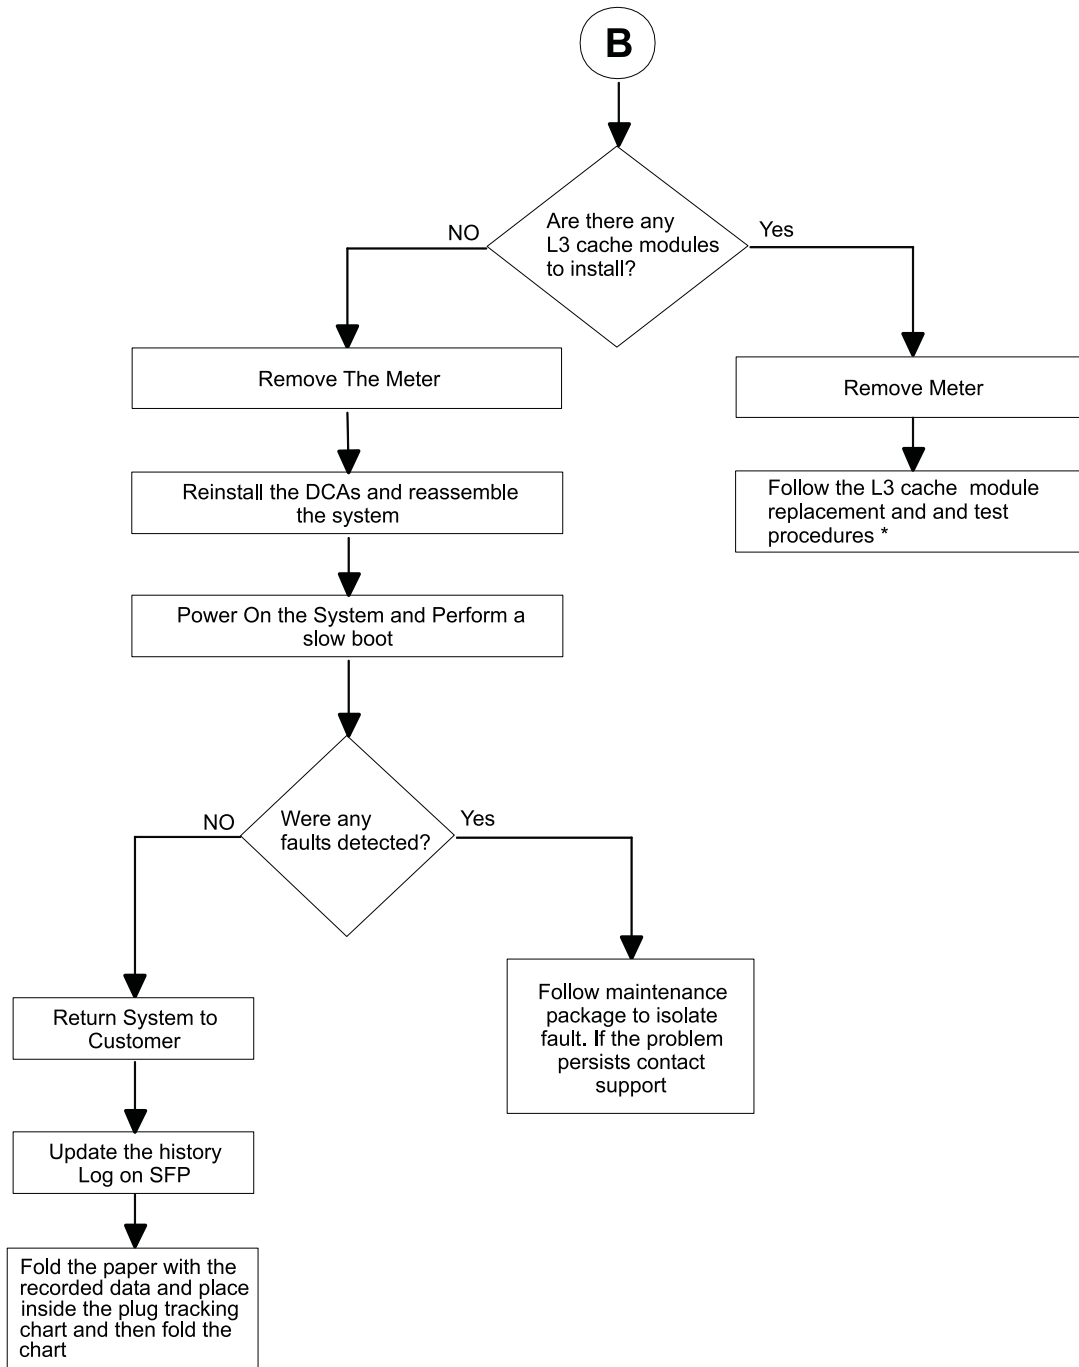 B
Are there any
L3 cache modules
to install?
NO
Yes
Remove The Meter
Remove Meter
Reinstall the DCAs and reassemble
the system
Follow the L3 cache module
replacement and and test
procedures *
Power On the System and Perform a
slow boot
Were any
faults detected?
NO
Yes
Return System to
Customer
Follow maintenance
package to isolate
fault. If the problem
persists contact
support
Update the history
Log on SFP
Fold the paper with the
recorded data and place
inside the plug tracking
chart and then fold the
chart